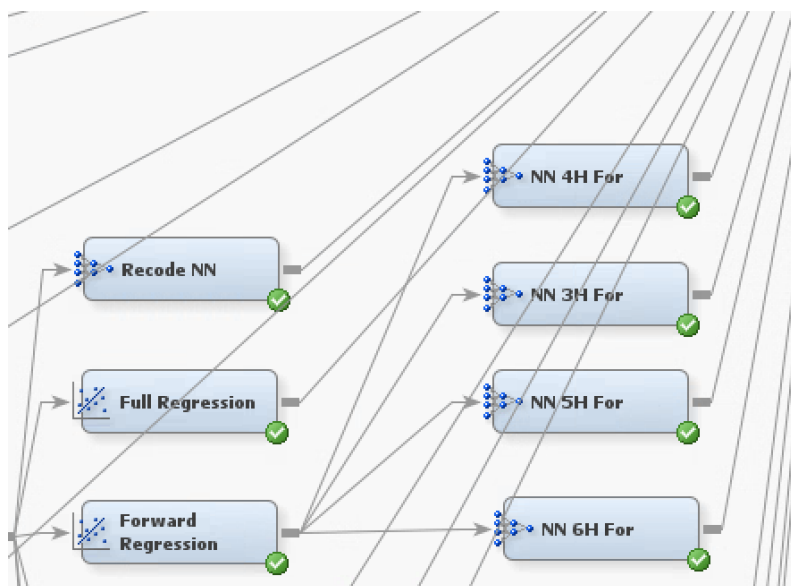 NN 4H For
Recode NN
NN 3H For
Full Regression
NN 5H For
Forward
Regression
NN 6H For